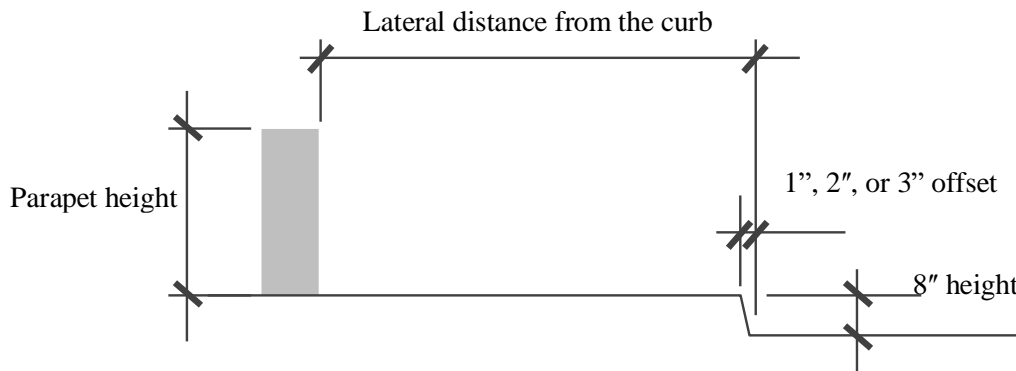 Lateral distance from the curb
Parapet height
1”, 2″, or 3” offset
8″ height